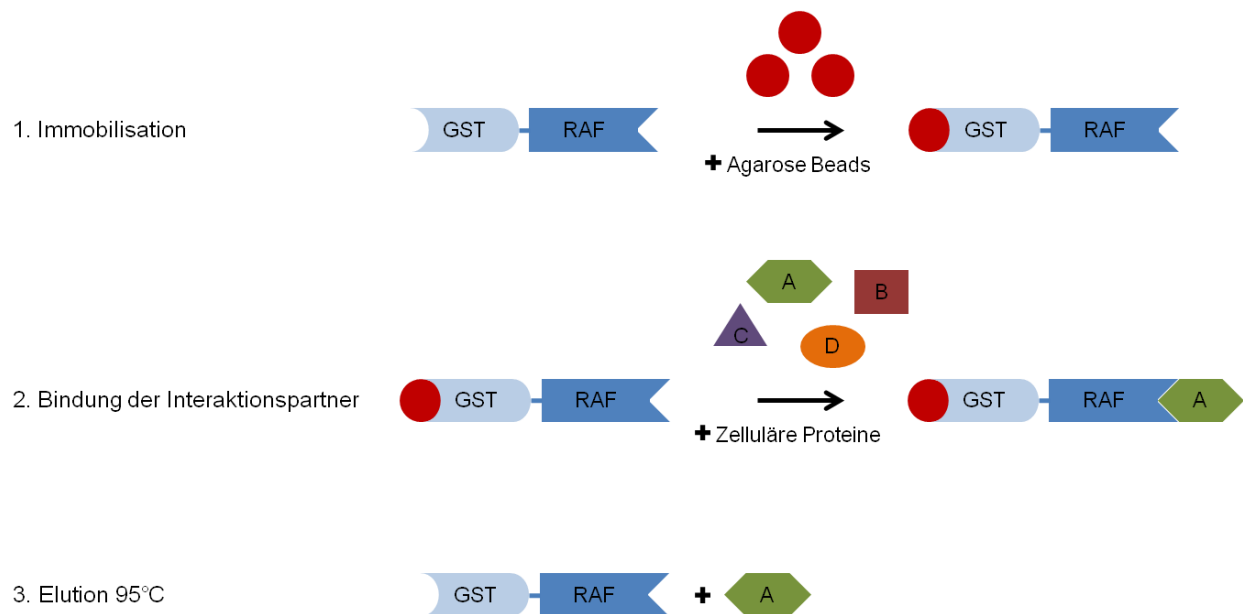 1. Immobilisation
GST
RAF
+ Agarose Beads
GST
RAF
2. Bindung der Interaktionspartner
GST
RAF
A
B
C
D
+ Zelluläre Proteine
GST
RAF
A
3. Elution 95°C
GST
RAF
+
A